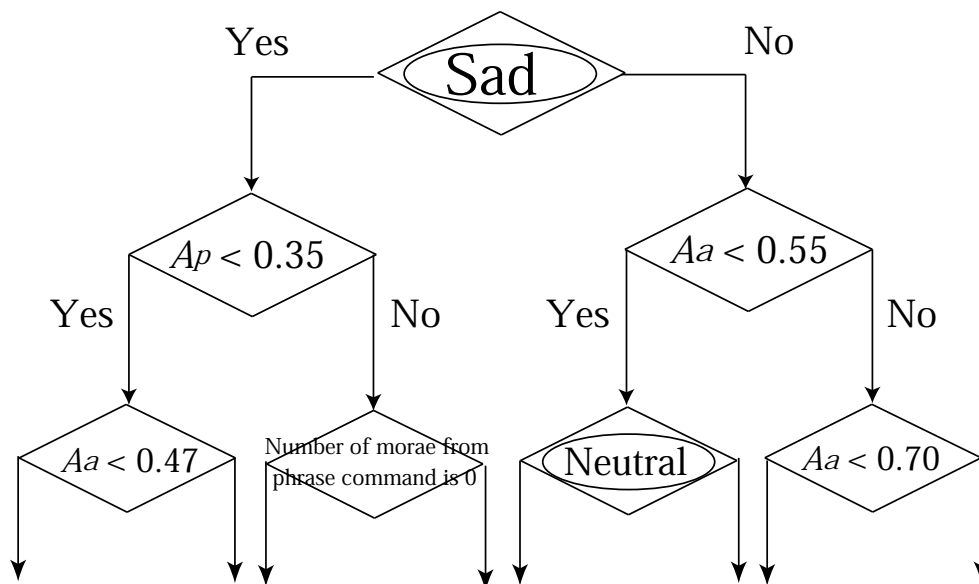 Yes
Sad
No
Ap < 0.35
Aa < 0.55
Yes
No
Yes
No
Aa < 0.47
Number of morae from
phrase command is 0
Neutral
Aa < 0.70